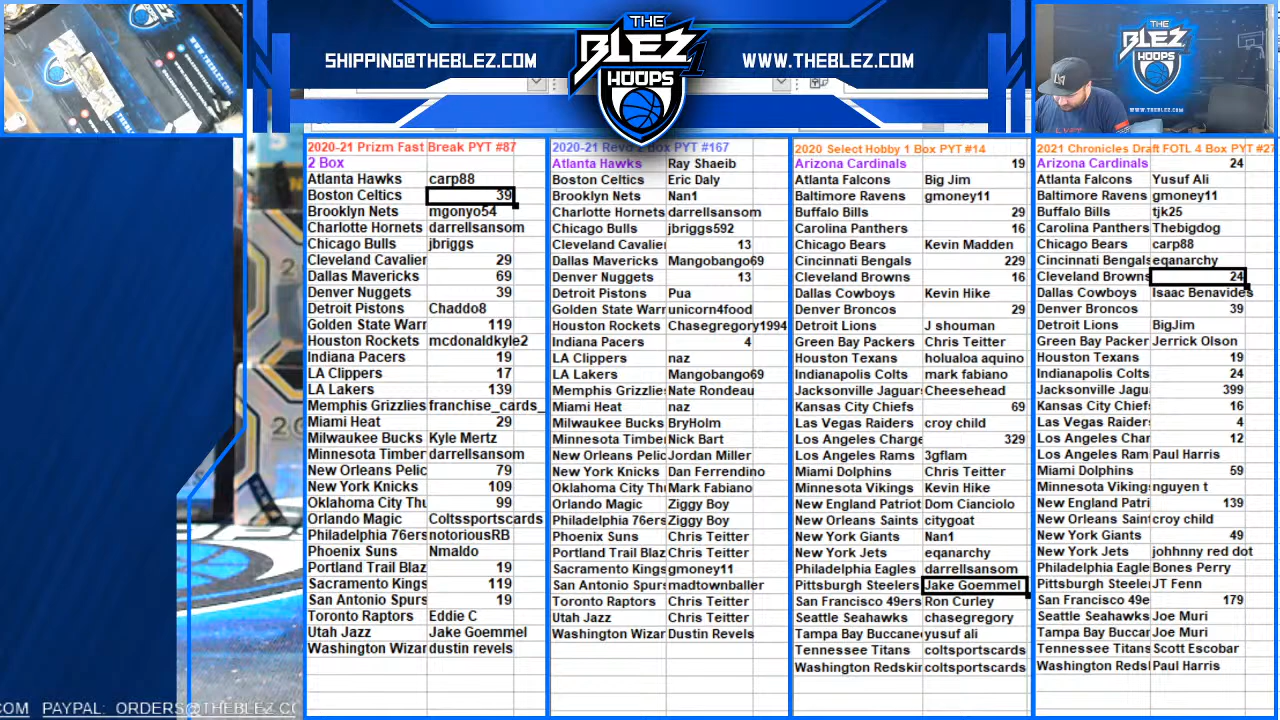 SHIPPING@THEBLEZ.COM
THE
BLEZ
HOOPS
WWW.THEBLEZ.COM
THE
BLEZ
HOOPS
WWW.THEBLEZ.COM
2020-21 Prizm Fast Break PYT #87
2 Box
Atlanta Hawks carp88
Boston Celtics 39
Brooklyn Nets mgonyo54
Charlotte Hornets darrellsansom
Chicago Bulls jbriggs
Cleveland Cavalier 29
Dallas Mavericks 69
Denver Nuggets 39
Detroit Pistons Chaddo8
Golden State Warr 119
Houston Rockets mcdonaldkyle2
Indiana Pacers 19
LA Clippers 17
LA Lakers 139
Memphis Grizzlies franchise_cards_
Miami Heat 29
Milwaukee Bucks Kyle Mertz
Minnesota Timber darrellsansom
New Orleans Pelic 79
New York Knicks 109
Oklahoma City Thu 99
Orlando Magic Coltssportscards
Philadelphia 76ers notoriousRB
Phoenix Suns Nmaldo
Portland Trail Blaz 19
Sacramento Kings 119
San Antonio Spurs 19
Toronto Raptors Eddie C
Utah Jazz Jake Goemmel
Washington Wizar dustin revels
2020-21 Revo 2 Box PYT #167
Atlanta Hawks Ray Shaeib
Boston Celtics Eric Daly
Brooklyn Nets Nan1
Charlotte Hornets darrellsansom
Chicago Bulls jbriggs592
Cleveland Cavalier 13
Dallas Mavericks Mangobango69
Denver Nuggets 13
Detroit Pistons Pua
Golden State Warr unicorn4food
Houston Rockets Chasegregory1994
Indiana Pacers 4
LA Clippers naz
LA Lakers Mangobango69
Memphis Grizzlies Nate Rondeau
Miami Heat naz
Milwaukee Bucks BryHolm
Minnesota Timber Nick Bart
New Orleans Pelic Jordan Miller
New York Knicks Dan Ferrendino
Oklahoma City Thu Mark Fabiano
Orlando Magic Ziggy Boy
Philadelphia 76ers Ziggy Boy
Phoenix Suns Chris Teitter
Portland Trail Blaz Chris Teitter
Sacramento Kings gmoney11
San Antonio Spurs madtownballer
Toronto Raptors Chris Teitter
Utah Jazz Chris Teitter
Washington Wizar Dustin Revels
2020 Select Hobby 1 Box PYT #14
Arizona Cardinals 19
Atlanta Falcons Big Jim
Baltimore Ravens gmoney11
Buffalo Bills 29
Carolina Panthers 16
Chicago Bears Kevin Madden
Cincinnati Bengals 229
Cleveland Browns 16
Dallas Cowboys Kevin Hike
Denver Broncos 29
Detroit Lions J shouman
Green Bay Packers Chris Teitter
Houston Texans holualoa aquino
Indianapolis Colts mark fabiano
Jacksonville Jaguar Cheesehead
Kansas City Chiefs 69
Las Vegas Raiders croy child
Los Angeles Charge 329
Los Angeles Rams 3gflam
Miami Dolphins Chris Teitter
Minnesota Vikings Kevin Hike
New England Patriot Dom Cianciolo
New Orleans Saints citygoat
New York Giants Nan1
New York Jets eqanarchy
Philadelphia Eagles darrellsansom
Pittsburgh Steelers Jake Goemmel
San Francisco 49ers Ron Curley
Seattle Seahawks chasegregory
Tampa Bay Buccanee yusuf ali
Tennessee Titans coltsportscards
Washington Redskin coltsportscards
2021 Chronicles Draft FOTL 4 Box PYT #27
Arizona Cardinals 24
Atlanta Falcons Yusuf Ali
Baltimore Ravens gmoney11
Buffalo Bills tjk25
Carolina Panthers Thebigdog
Chicago Bears carp88
Cincinnati Bengals eqanarchy
Cleveland Browns 24
Dallas Cowboys Isaac Benavides
Denver Broncos 39
Detroit Lions BigJim
Green Bay Packer Jerrick Olson
Houston Texans 19
Indianapolis Colts 24
Jacksonville Jagu 399
Kansas City Chief 16
Las Vegas Raider 4
Los Angeles Char 12
Los Angeles Ram Paul Harris
Miami Dolphins 59
Minnesota Viking nguyen t
New England Patri 139
New Orleans Saint croy child
New York Giants 49
New York Jets johhnny red dot
Philadelphia Eagle Bones Perry
Pittsburgh Steeler JT Fenn
San Francisco 49e 179
Seattle Seahawks Joe Muri
Tampa Bay Buccar Joe Muri
Tennessee Titans Scott Escobar
Washington Redsl Paul Harris
COM PAYPAL: ORDERS@THEBLEZ.CO